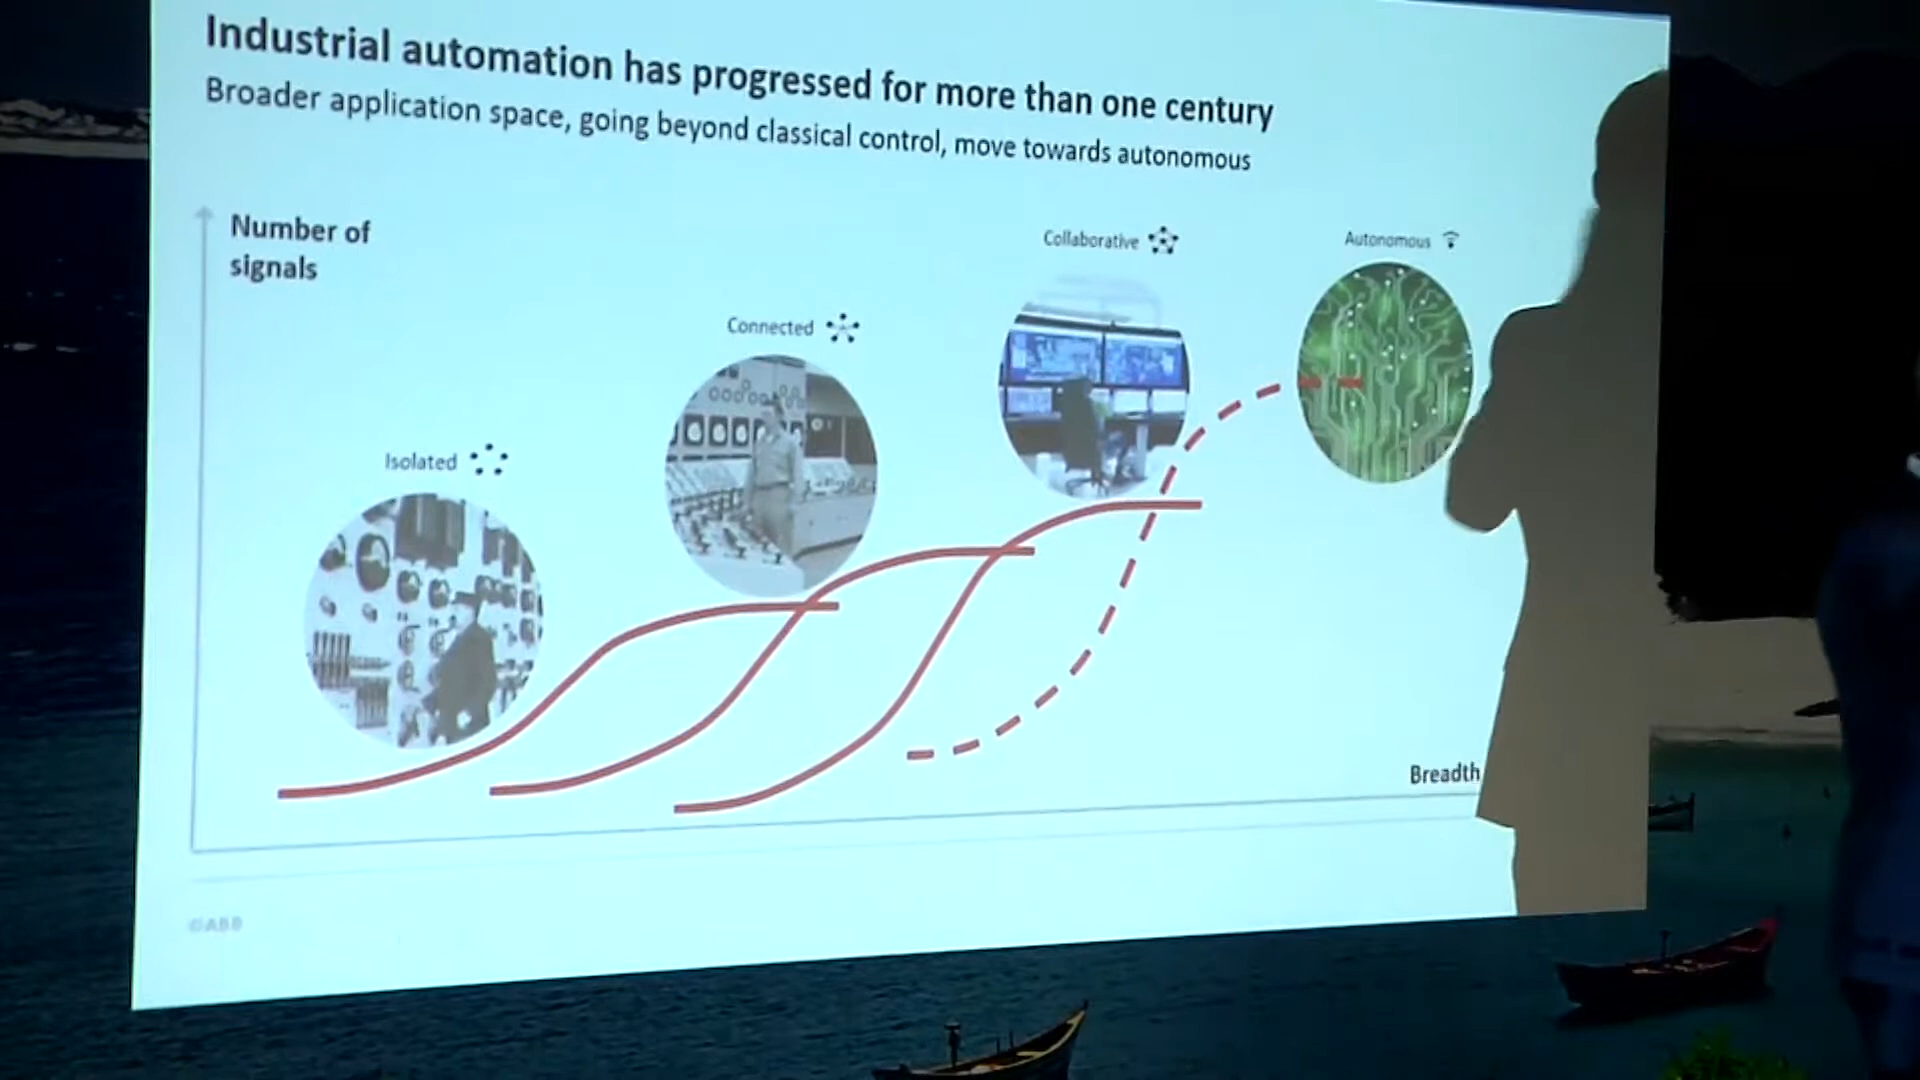 Industrial automation has progressed for more than one century
Broader application space, going beyond classical control, move towards autonomous
Number of
signals
Isolated
Connected
Collaborative
Autonomous
Breadth
©ABB